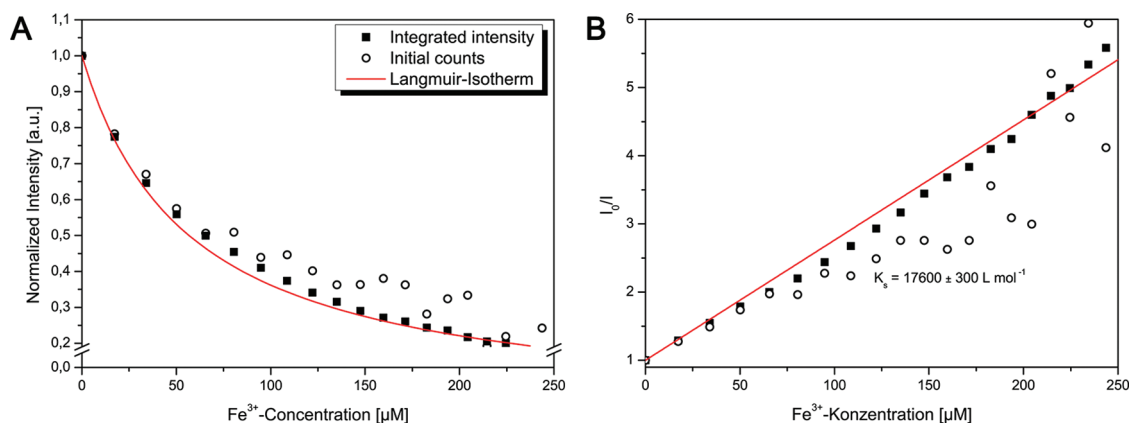 A
Normalized Intensity [a.u.]
1,1
1,0
0,9
0,8
0,7
0,6
0,5
0,4
0,3
0,2
0,0
Integrated intensity
Initial counts
Langmuir-Isotherm
0 50 100 150 200 250
Fe³⁺-Concentration [µM]
B
I₀/I
6
5
4
3
2
1
Kₛ = 17600 ± 300 L mol⁻¹
0 50 100 150 200 250
Fe³⁺-Konzentration [µM]